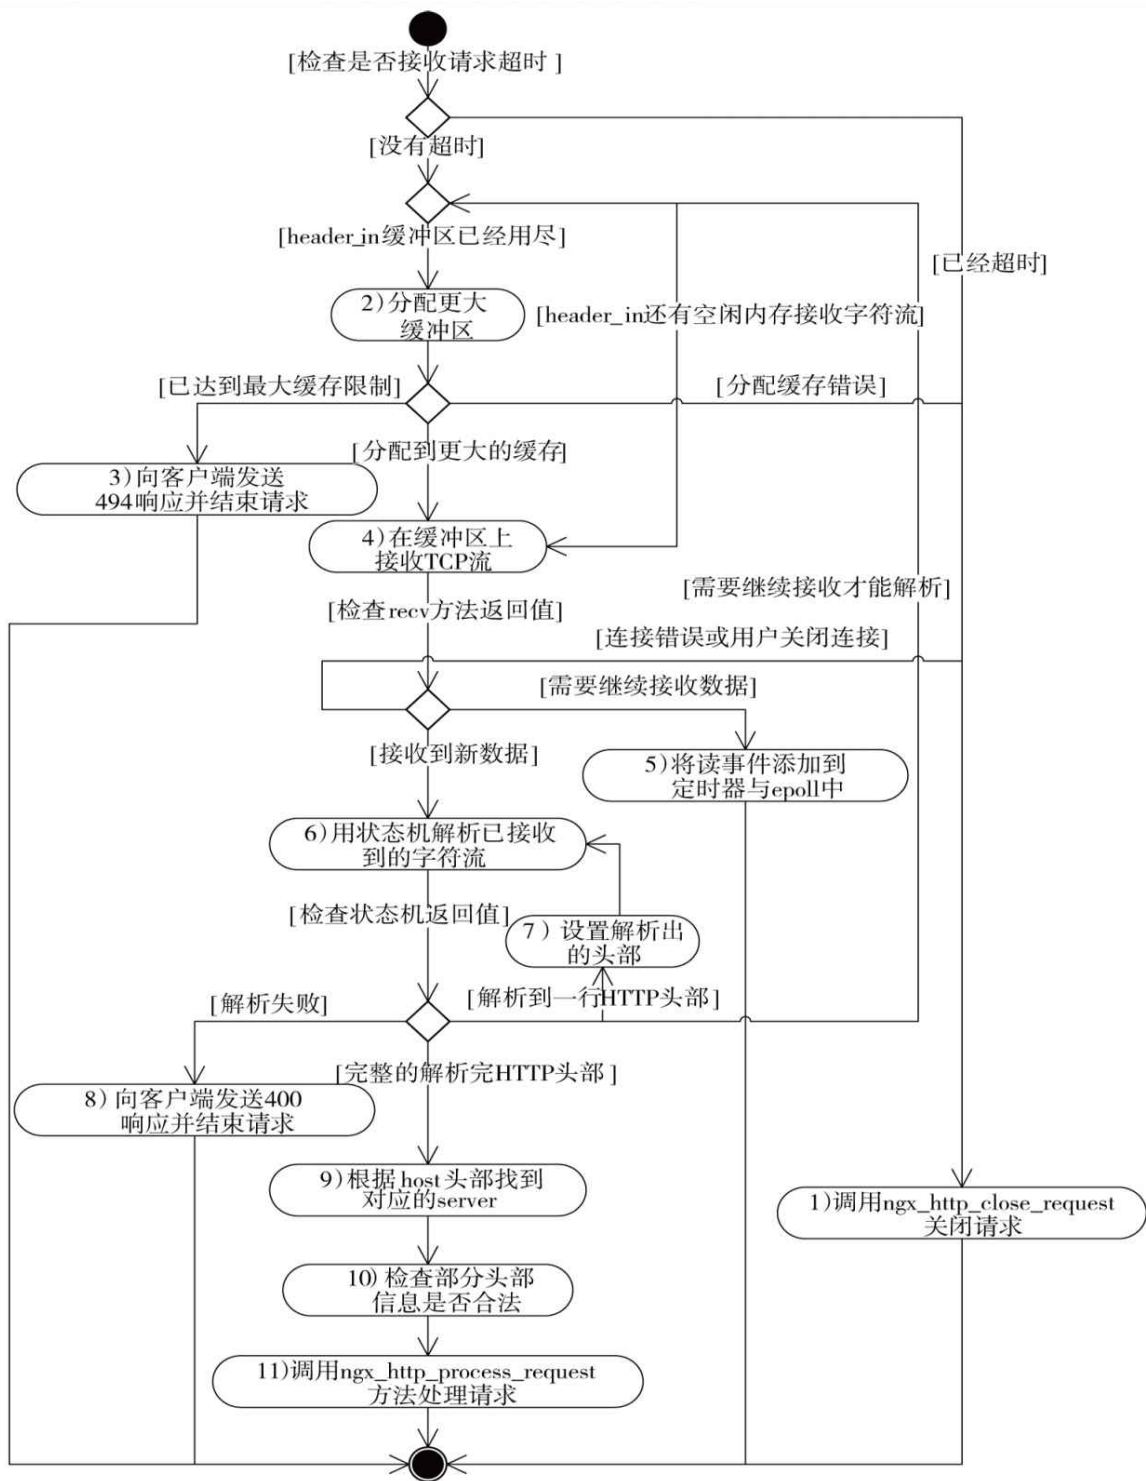 [检查是否接收请求超时 ]
[没有超时]
[header_in缓冲区已经用尽]
[已经超时]
2)分配更大
缓冲区
[header_in还有空闲内存接收字符流]
[已达到最大缓存限制]
[分配缓存错误]
[分配到更大的缓存]
3)向客户端发送
494响应并结束请求
4)在缓冲区上
接收TCP流
[需要继续接收才能解析]
[检查recv方法返回值]
[连接错误或用户关闭连接]
[需要继续接收数据]
[接收到新数据]
5)将读事件添加到
定时器与epoll中
6)用状态机解析已接收
到的字符流
[检查状态机返回值]
7) 设置解析出
的头部
[解析失败]
[解析到一行HTTP头部]
[完整的解析完HTTP头部 ]
8) 向客户端发送400
响应并结束请求
9)根据host头部找到
对应的server
1)调用ngx_http_close_request
关闭请求
10) 检查部分头部
信息是否合法
11)调用ngx_http_process_request
方法处理请求